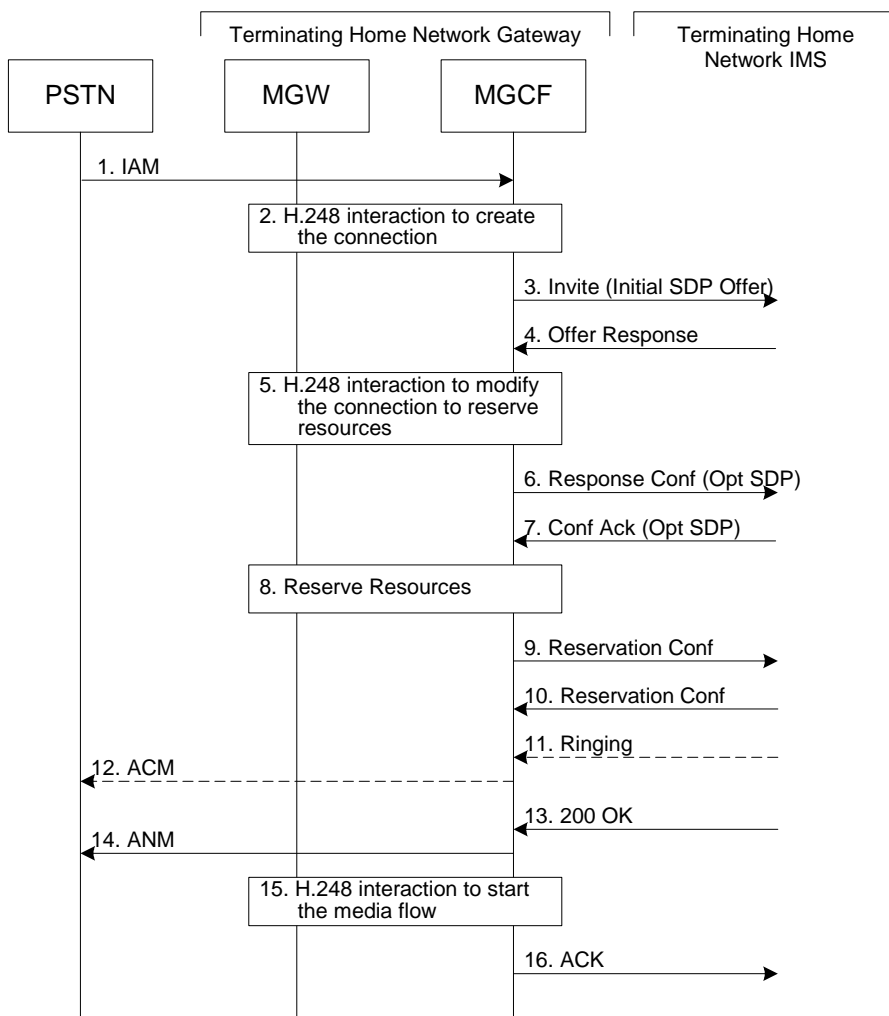 Terminating Home Network Gateway
Terminating Home
Network IMS
PSTN
MGW
MGCF
1. IAM
2. H.248 interaction to create
the connection
3. Invite (Initial SDP Offer)
4. Offer Response
5. H.248 interaction to modify
the connection to reserve
resources
6. Response Conf (Opt SDP)
7. Conf Ack (Opt SDP)
8. Reserve Resources
9. Reservation Conf
10. Reservation Conf
11. Ringing
12. ACM
13. 200 OK
14. ANM
15. H.248 interaction to start
the media flow
16. ACK